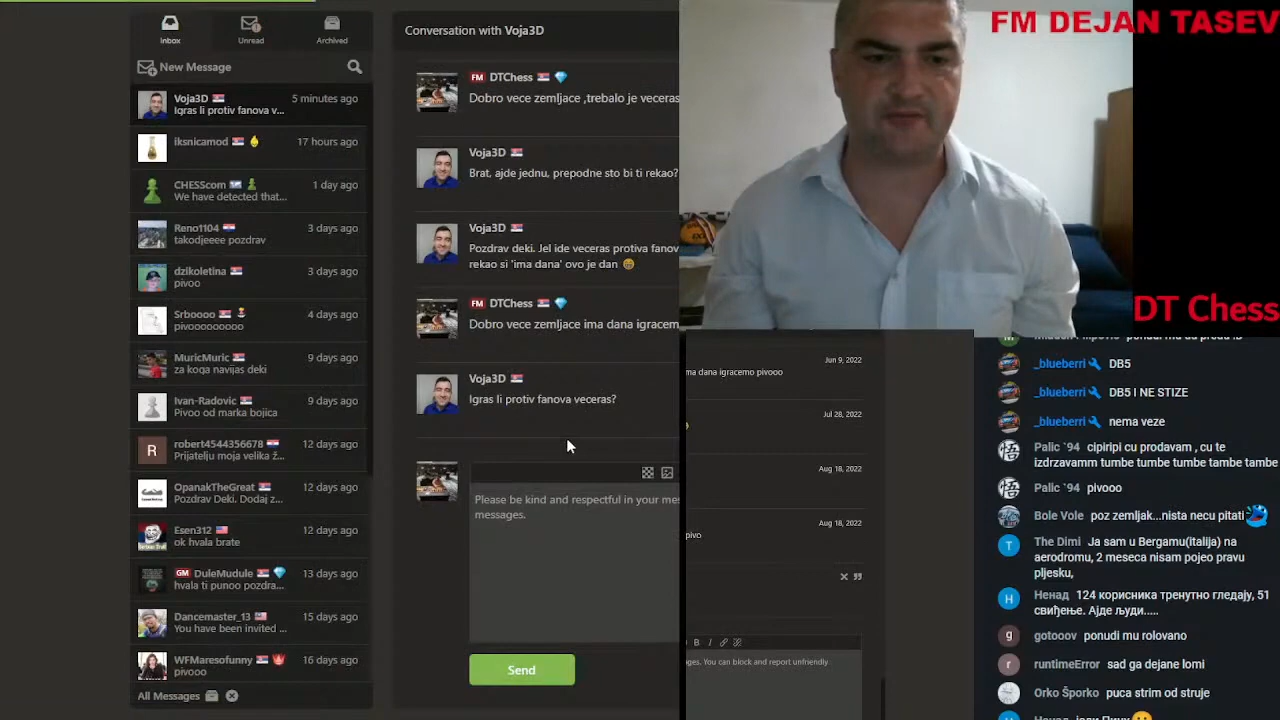 Inbox
Unread
Archived
New Message
Voja3D
5 minutes ago
Igras li protiv fanova v...
iksnicamod
17 hours ago
CHESScom
1 day ago
We have detected that...
Reno1104
3 days ago
takodjeeee pozdrav
dzikoletina
3 days ago
pivoo
Srboooo
4 days ago
pivooooooooo
MuricMuric
9 days ago
za koga navijas deki
Ivan-Radovic
9 days ago
Pivoo od marka bojica
R
robert4544356678
12 days ago
Prijatelju moja velika ž...
OpanakTheGreat
12 days ago
Pozdrav Deki. Dodaj z...
Esen312
12 days ago
ok hvala brate
GM DuleMudule
13 days ago
hvala ti punoo pozdra...
Dancemaster_13
15 days ago
You have been invited ...
WFMaresofunny
16 days ago
pivooo
All Messages
Conversation with Voja3D
FM DTChess
Dobro vece zemljace ,trebalo je veceras
Voja3D
Brat, ajde jednu, prepodne sto bi ti rekao?
Voja3D
Pozdrav deki. Jel ide veceras protiva fanov
rekao si 'ima dana' ovo je dan
FM DTChess
Dobro vece zemljace ima dana igracem
Voja3D
Igras li protiv fanova veceras?
Please be kind and respectful in your mes
messages.
Send
FM DEJAN TASEV
DT Chess
Jun 9, 2022
ma dana igracemo pivooo
Jul 28, 2022
Aug 18, 2022
Aug 18, 2022
pivo
B I
ges. You can block and report unfriendly
_blueberri DB5
_blueberri DB5 I NE STIZE
_blueberri nema veze
Palic `94 cipiripi cu prodavam , cu te
izdrzavamm tumbe tumbe tumbe tambe tambe
Palic `94 pivooo
Bole Vole poz zemljak...nista necu pitati
T
The Dimi Ja sam u Bergamu(italija) na
aerodromu, 2 meseca nisam pojeo pravu
pljesku,
Н
Ненад 124 корисника тренутно гледају, 51
свиђење. Ајде људи.....
g
gotooov ponudi mu rolovano
r
runtimeError sad ga dejane lomi
Orko Šporko puca strim od struje